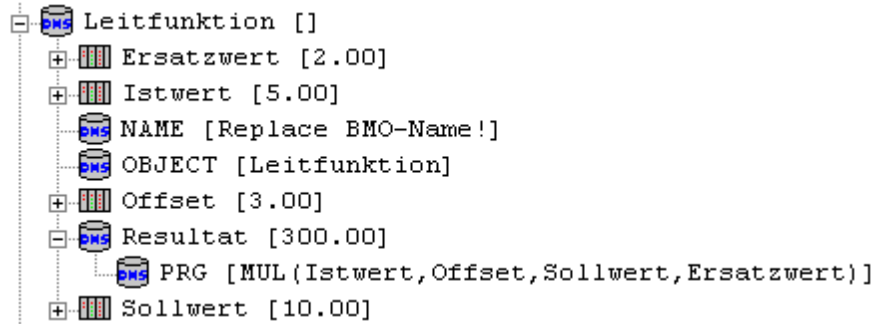 Leitfunktion []
Ersatzwert [2.00]
Istwert [5.00]
NAME [Replace BMO-Name!]
OBJECT [Leitfunktion]
Offset [3.00]
Resultat [300.00]
PRG [MUL(Istwert,Offset,Sollwert,Ersatzwert)]
Sollwert [10.00]